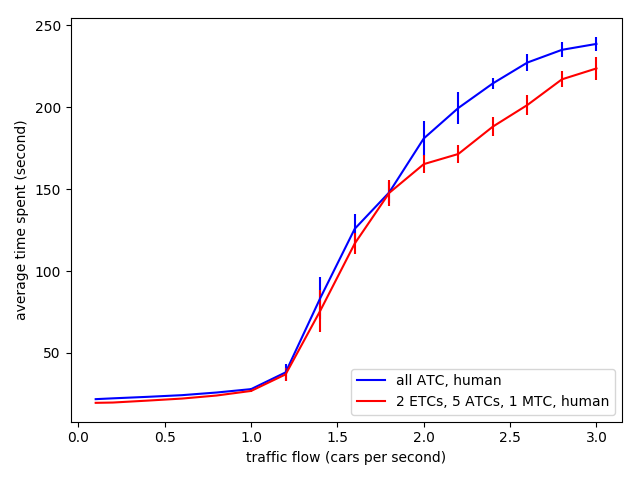 250
200
150
100
50
average time spent (second)
0.0 0.5 1.0 1.5 2.0 2.5 3.0
traffic flow (cars per second)
all ATC, human
2 ETCs, 5 ATCs, 1 MTC, human